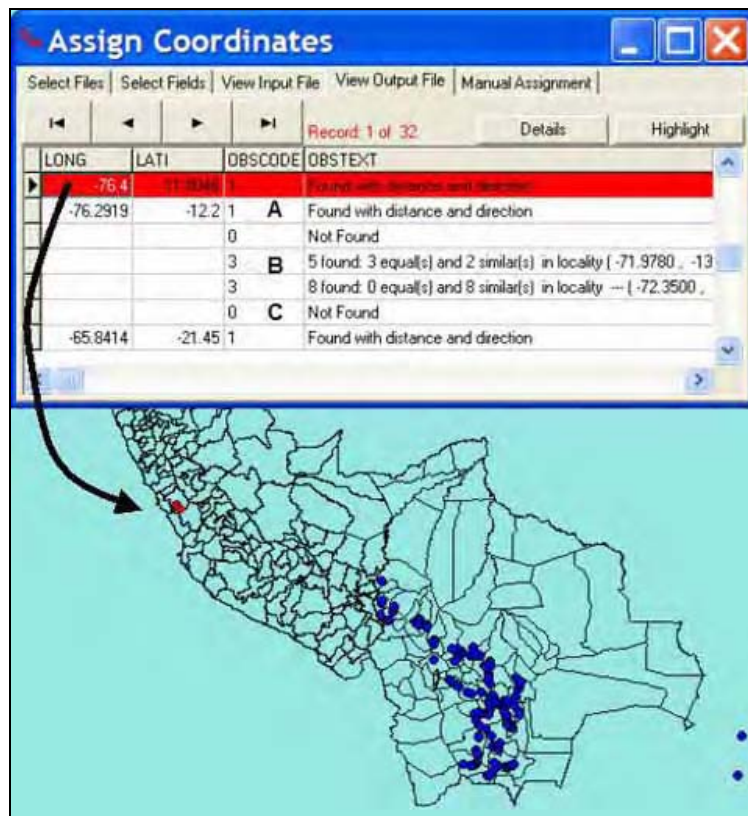 Assign Coordinates
Select Files Select Fields View Input File View Output File Manual Assignment
Record: 1 of 32 Details Highlight
LONG LATI OBSCODE OBSTEXT
-76.4 1 Found with distance and direction
-76.2919 -12.2 1 A Found with distance and direction
0 Not Found
3 B 5 found: 3 equal(s) and 2 similar(s) in locality ( -71.9780 , -13
3 8 found: 0 equal(s) and 8 similar(s) in locality --- ( -72.3500 ,
0 C Not Found
-65.8414 -21.45 1 Found with distance and direction